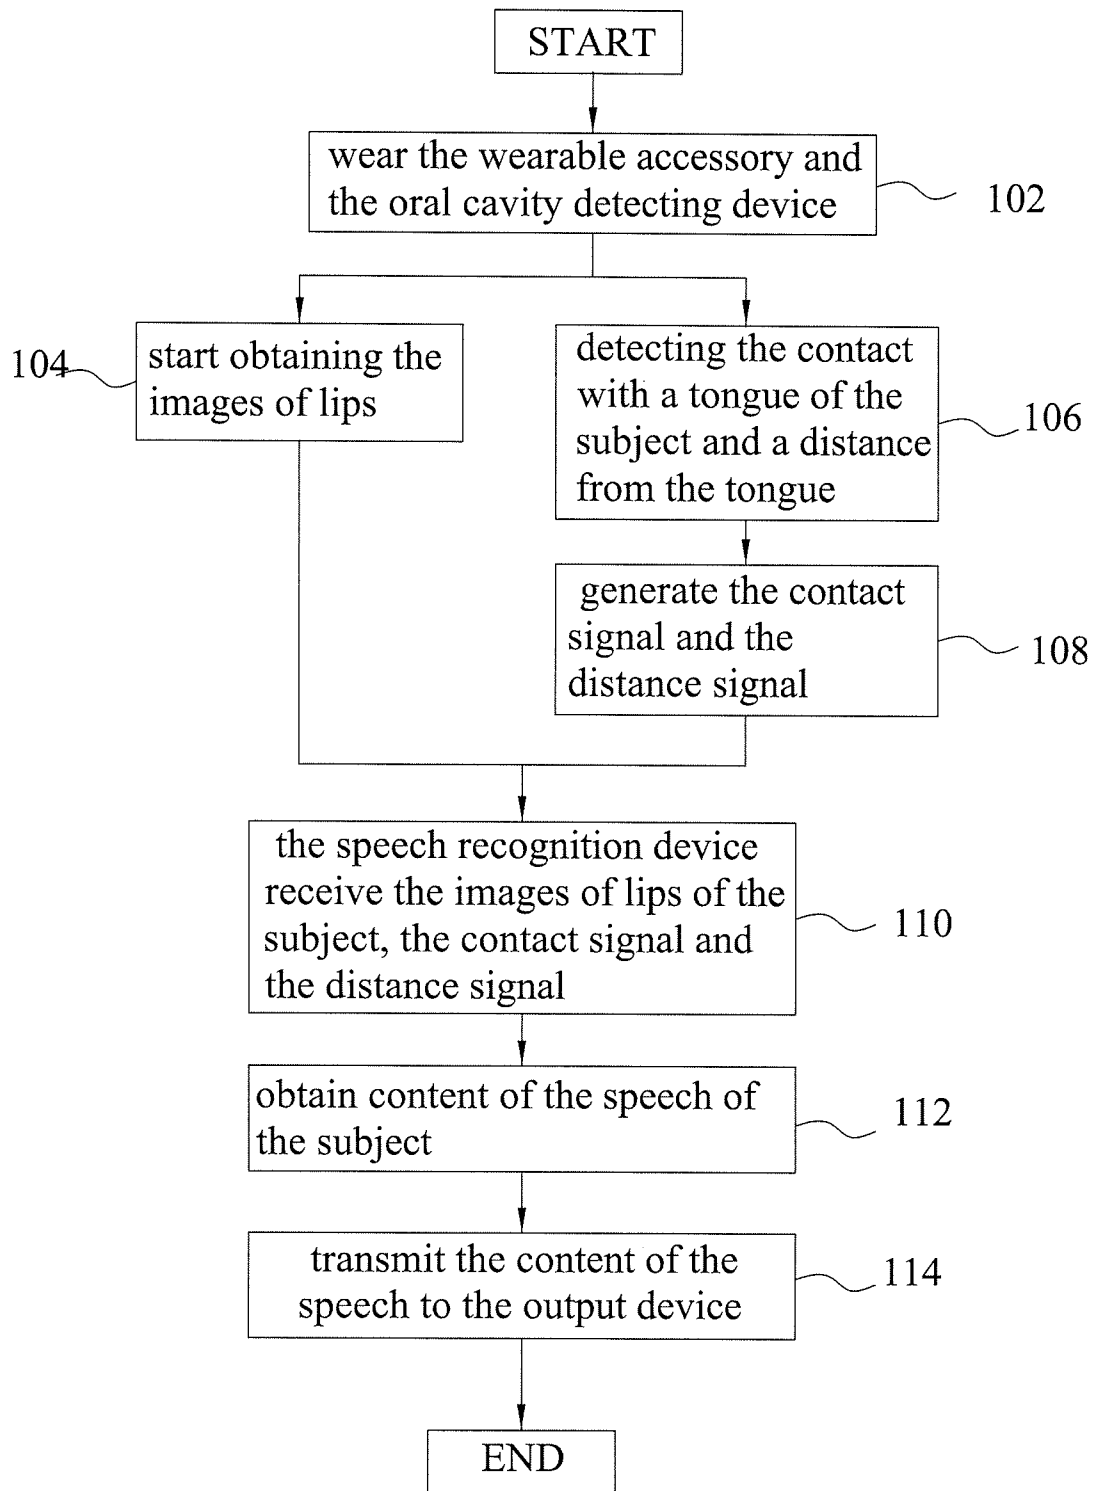 START
wear the wearable accessory and
the oral cavity detecting device
102
104
start obtaining the
images of lips
detecting the contact
with a tongue of the
subject and a distance
from the tongue
106
generate the contact
signal and the
distance signal
108
the speech recognition device
receive the images of lips of the
subject, the contact signal and
the distance signal
110
obtain content of the speech of
the subject
112
transmit the content of the
speech to the output device
114
END